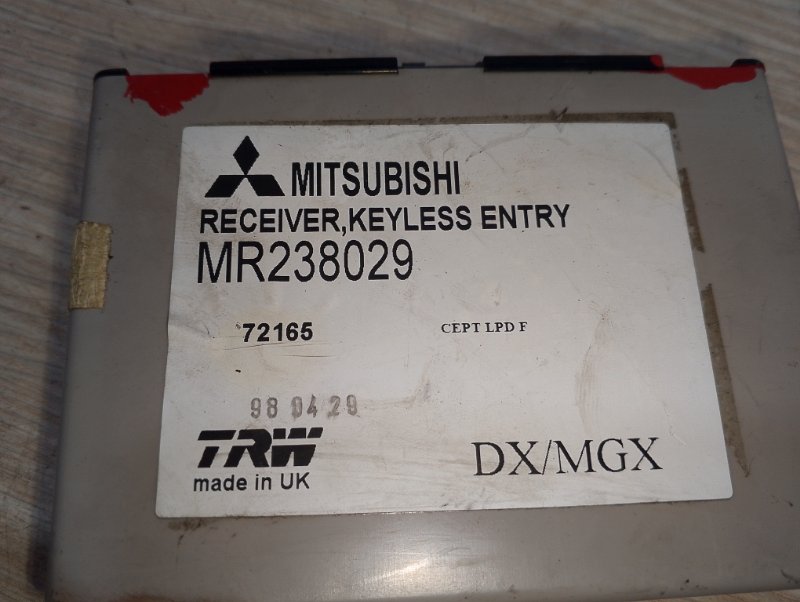 MITSUBISHI
RECEIVER,KEYLESS ENTRY
MR238029
72165 CEPT LPD F
98 04 29
TRW
made in UK
DX/MGX